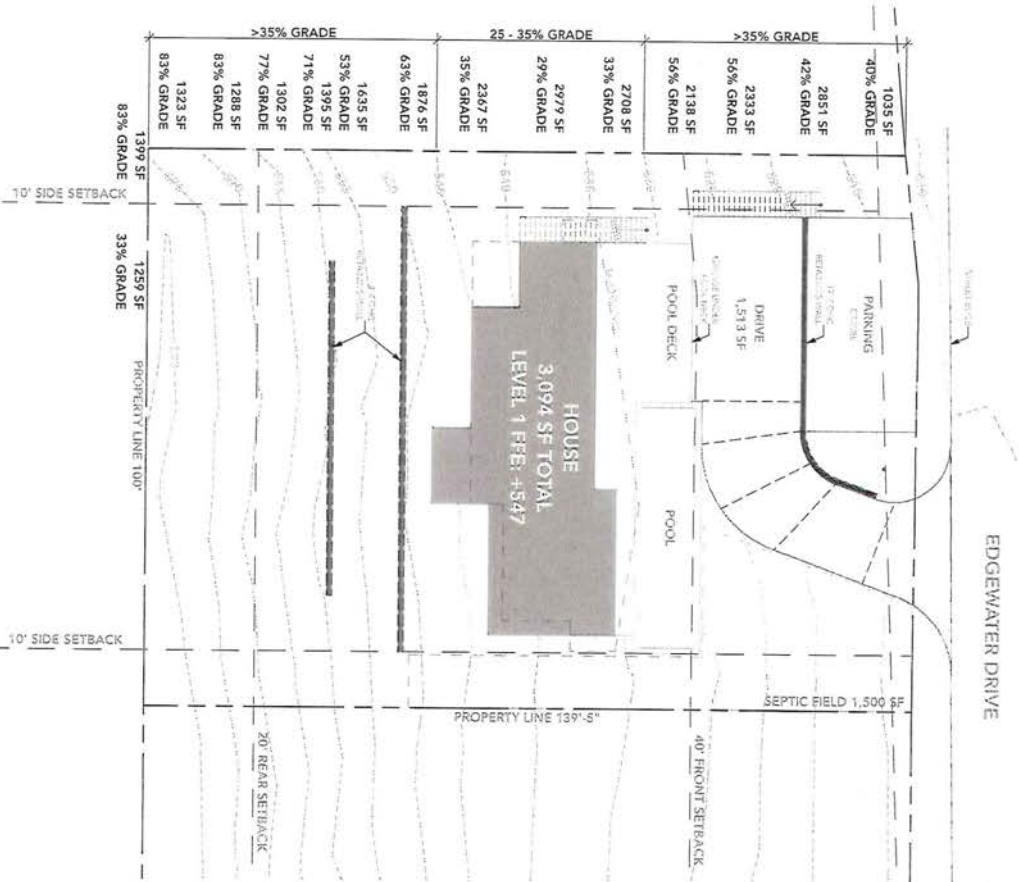 >35% GRADE
25 - 35% GRADE
>35% GRADE
1035 SF
40% GRADE
2851 SF
42% GRADE
2333 SF
56% GRADE
2138 SF
56% GRADE
2708 SF
33% GRADE
2979 SF
29% GRADE
2367 SF
35% GRADE
1876 SF
63% GRADE
1635 SF
53% GRADE
1395 SF
71% GRADE
1302 SF
77% GRADE
1288 SF
83% GRADE
1323 SF
83% GRADE
1399 SF
83% GRADE
1259 SF
33% GRADE
10' SIDE SETBACK
10' SIDE SETBACK
PARKING
RETAINING WALL
DRIVE
1,513 SF
POOL DECK
POOL
HOUSE
3,094 SF TOTAL
LEVEL 1 FFE: +547
PROPERTY LINE 100'
PROPERTY LINE 139'-5"
SEPTIC FIELD 1,500 SF
20' REAR SETBACK
40' FRONT SETBACK
EDGEWATER DRIVE